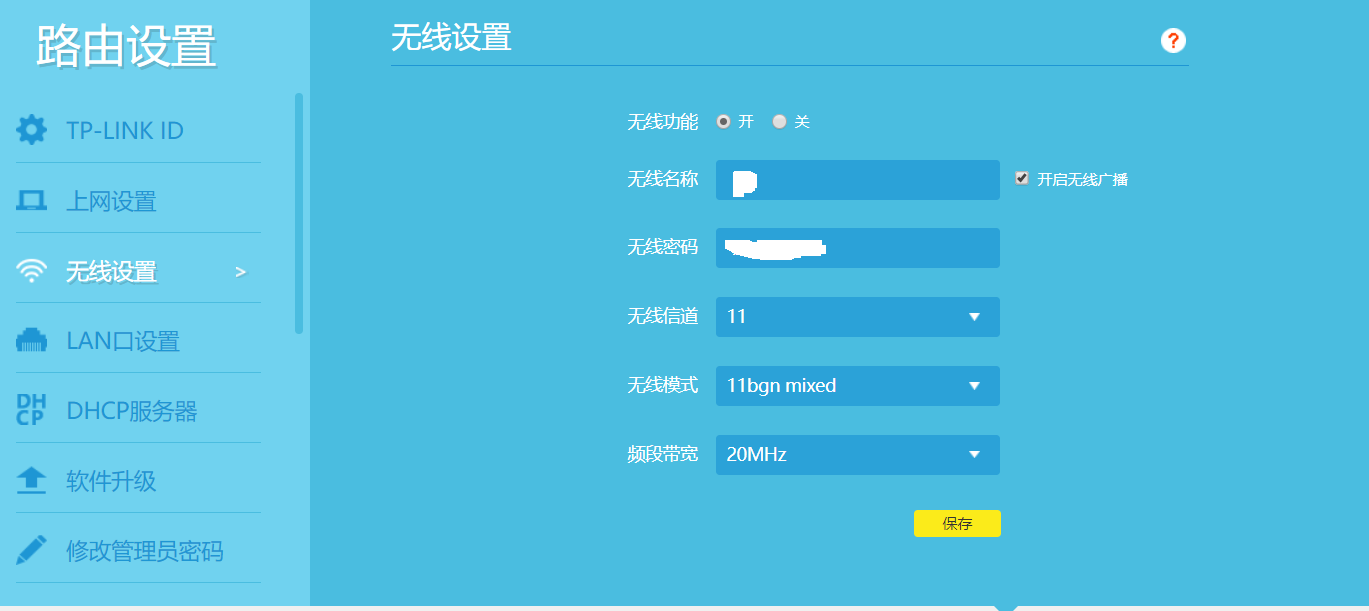 路由设置
TP-LINK ID
上网设置
无线设置 >
LAN口设置
DHCP DHCP服务器
软件升级
修改管理员密码
无线设置 ?
无线功能 开 关
无线名称 开启无线广播
无线密码
无线信道 11
无线模式 11bgn mixed
频段带宽 20MHz
保存